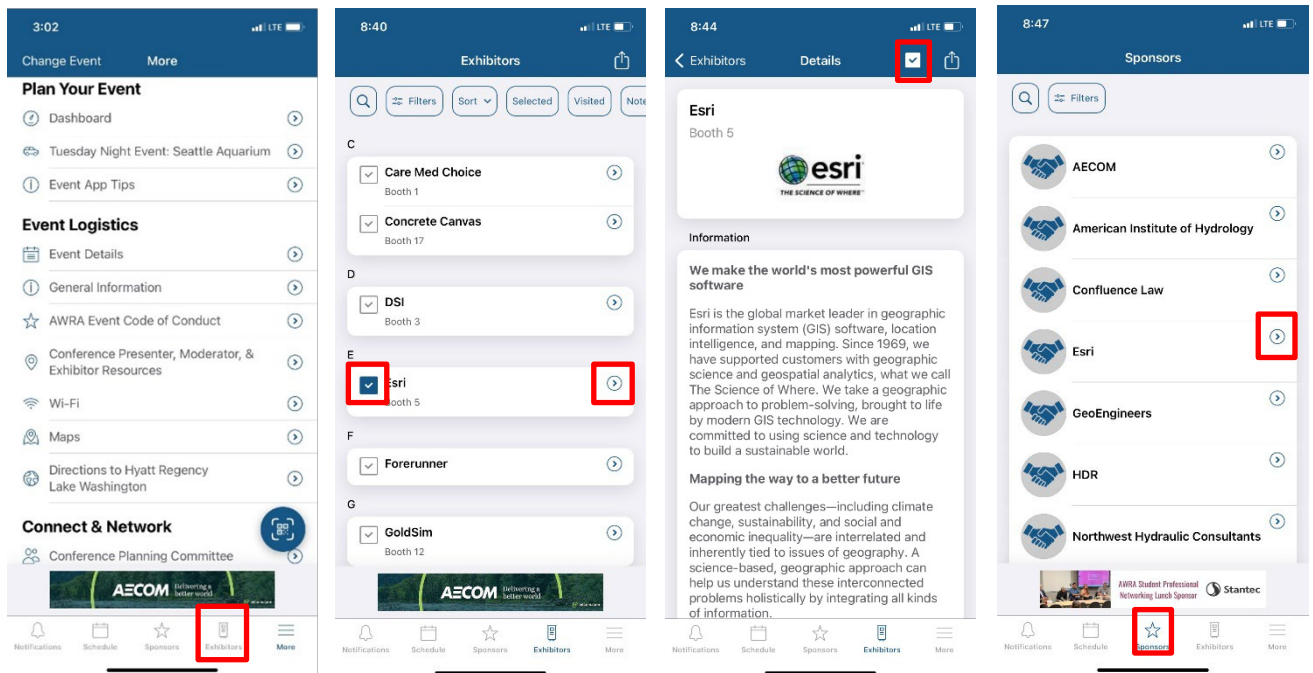 3:02
LTE
Change Event
More
Plan Your Event
Dashboard
Tuesday Night Event: Seattle Aquarium
Event App Tips
Event Logistics
Event Details
General Information
AWRA Event Code of Conduct
Conference Presenter, Moderator, &
Exhibitor Resources
Wi-Fi
Maps
Directions to Hyatt Regency
Lake Washington
Connect & Network
Conference Planning Committee
AECOM Delivering a
better world
Notifications Schedule Sponsors Exhibitors More
8:40
LTE
Exhibitors
Filters Sort Selected Visited Note
C
Care Med Choice
Booth 1
Concrete Canvas
Booth 17
D
DSI
Booth 3
E
Esri
Booth 5
F
Forerunner
G
GoldSim
Booth 12
AECOM Delivering a
better world
Notifications Schedule Sponsors Exhibitors More
8:44
LTE
Exhibitors
Details
Esri
Booth 5
esri
THE SCIENCE OF WHERE
Information
We make the world's most powerful GIS
software
Esri is the global market leader in geographic
information system (GIS) software, location
intelligence, and mapping. Since 1969, we
have supported customers with geographic
science and geospatial analytics, what we call
The Science of Where. We take a geographic
approach to problem-solving, brought to life
by modern GIS technology. We are
committed to using science and technology
to build a sustainable world.
Mapping the way to a better future
Our greatest challenges—including climate
change, sustainability, and social and
economic inequality—are interrelated and
inherently tied to issues of geography. A
science-based, geographic approach can
help us understand these interconnected
problems holistically by integrating all kinds
of information.
Notifications Schedule Sponsors Exhibitors More
8:47
LTE
Sponsors
Filters
AECOM
American Institute of Hydrology
Confluence Law
Esri
GeoEngineers
HDR
Northwest Hydraulic Consultants
AWRA Student Professional
Networking Lunch Sponsor
Stantec
Notifications Schedule Sponsors Exhibitors More